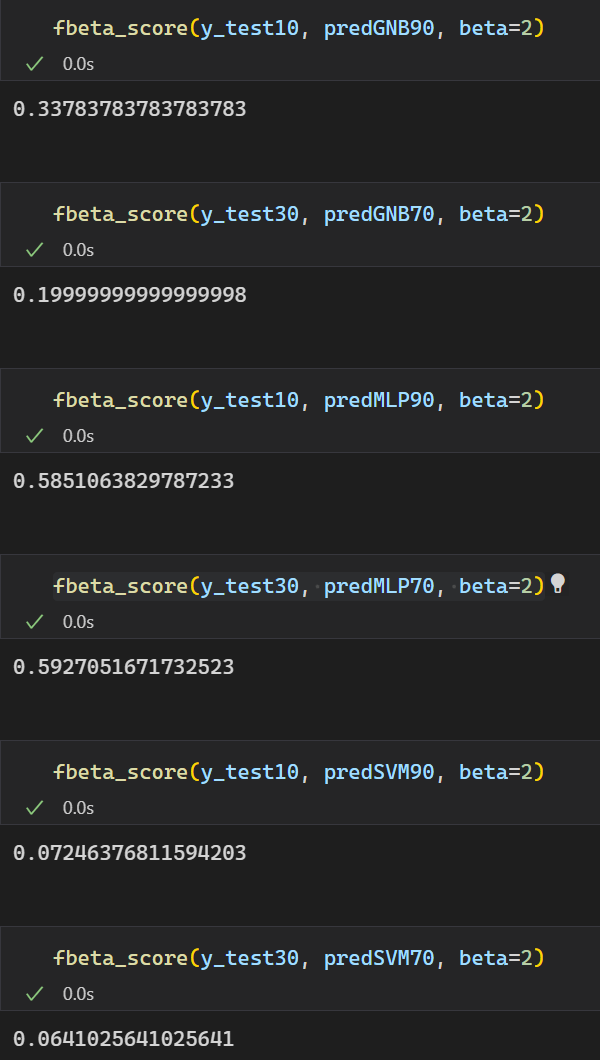 fbeta_score(y_test10, predGNB90, beta=2)
0.0s
0.33783783783783783
fbeta_score(y_test30, predGNB70, beta=2)
0.0s
0.19999999999999998
fbeta_score(y_test10, predMLP90, beta=2)
0.0s
0.5851063829787233
fbeta_score(y_test30, predMLP70, beta=2)
0.0s
0.5927051671732523
fbeta_score(y_test10, predSVM90, beta=2)
0.0s
0.07246376811594203
fbeta_score(y_test30, predSVM70, beta=2)
0.0s
0.0641025641025641